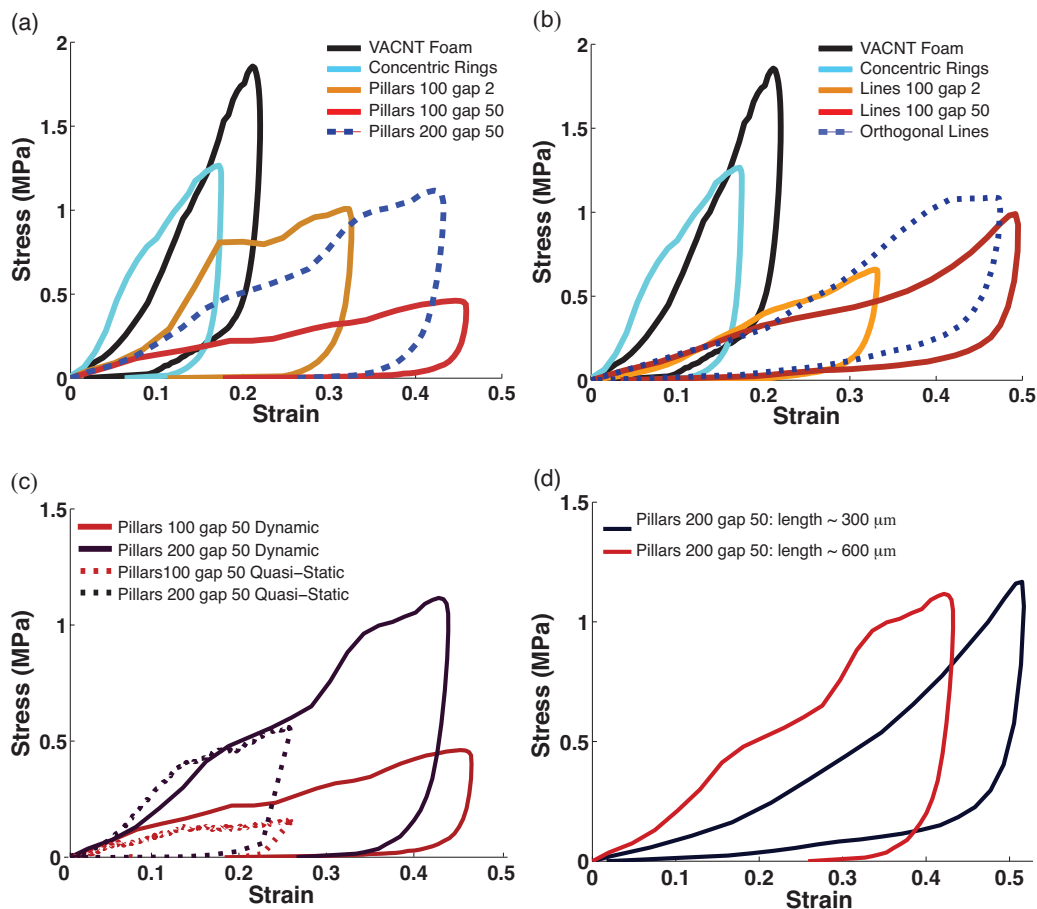 (a)
VACNT Foam
Concentric Rings
Pillars 100 gap 2
Pillars 100 gap 50
Pillars 200 gap 50
2
1.5
1
0.5
0
Stress (MPa)
0
0.1
0.2
0.3
0.4
0.5
Strain
(b)
VACNT Foam
Concentric Rings
Lines 100 gap 2
Lines 100 gap 50
Orthogonal Lines
2
1.5
1
0.5
0
Stress (MPa)
0
0.1
0.2
0.3
0.4
0.5
Strain
(c)
Pillars 100 gap 50 Dynamic
Pillars 200 gap 50 Dynamic
Pillars100 gap 50 Quasi-Static
Pillars 200 gap 50 Quasi-Static
1.5
1
0.5
0
Stress (MPa)
0
0.1
0.2
0.3
0.4
0.5
Strain
(d)
Pillars 200 gap 50: length ~ 300 μm
Pillars 200 gap 50: length ~ 600 μm
1.5
1
0.5
0
Stress (MPa)
0
0.1
0.2
0.3
0.4
0.5
Strain